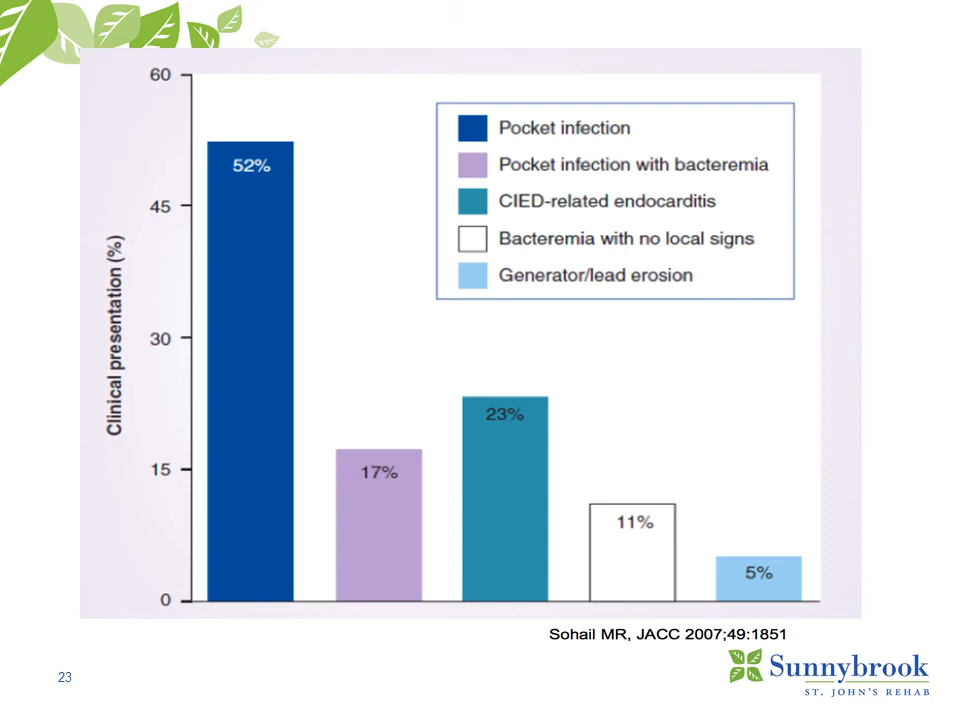 60
45
30
15
0
Clinical presentation (%)
Pocket infection
Pocket infection with bacteremia
CIED-related endocarditis
Bacteremia with no local signs
Generator/lead erosion
52%
17%
23%
11%
5%
Sohail MR, JACC 2007;49:1851
23
Sunnybrook
ST. JOHN'S REHAB